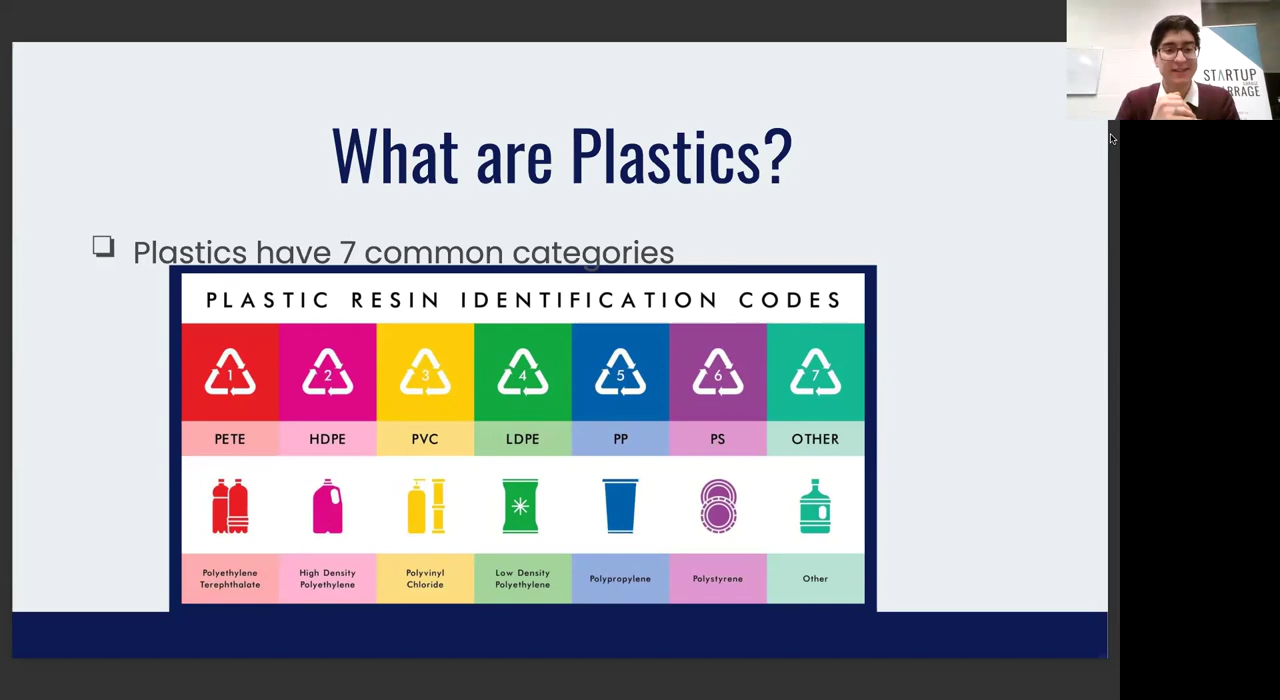 What are Plastics?
Plastics have 7 common categories
PLASTIC RESIN IDENTIFICATION CODES
1 2 3 4 5 6 7
PETE HDPE PVC LDPE PP PS OTHER
Polyethylene Terephthalate
High Density Polyethylene
Polyvinyl Chloride
Low Density Polyethylene
Polypropylene
Polystyrene
Other
STARTUP
GARAGE